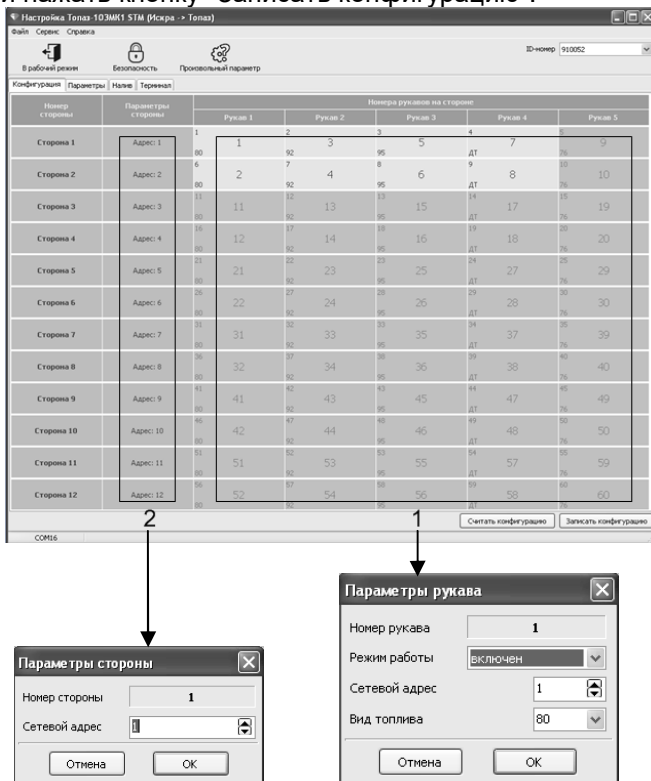 и нажать кнопку "Записать конфигурацию".
Настройка Топаз-103МК1 STM (Искра -> Топаз)
Файл Сервис Справка
В рабочий режим Безопасность Произвольный параметр ID-номер 910052
Конфигурация Параметры Налив Терминал
Номер стороны Параметры стороны Номера рукавов на стороне
Рукав 1 Рукав 2 Рукав 3 Рукав 4 Рукав 5
Сторона 1 Адрес: 1 1 1 80 2 3 92 3 5 95 4 7 ДТ 5 9 76
Сторона 2 Адрес: 2 6 2 80 7 4 92 8 6 95 9 8 ДТ 10 10 76
Сторона 3 Адрес: 3 11 11 80 12 13 92 13 15 95 14 17 ДТ 15 19 76
Сторона 4 Адрес: 4 16 12 80 17 14 92 18 16 95 19 18 ДТ 20 20 76
Сторона 5 Адрес: 5 21 21 80 22 23 92 23 25 95 24 27 ДТ 25 29 76
Сторона 6 Адрес: 6 26 22 80 27 24 92 28 26 95 29 28 ДТ 30 30 76
Сторона 7 Адрес: 7 31 31 80 32 33 92 33 35 95 34 37 ДТ 35 39 76
Сторона 8 Адрес: 8 36 32 80 37 34 92 38 36 95 39 38 ДТ 40 40 76
Сторона 9 Адрес: 9 41 41 80 42 43 92 43 45 95 44 47 ДТ 45 49 76
Сторона 10 Адрес: 10 46 42 80 47 44 92 48 46 95 49 48 ДТ 50 50 76
Сторона 11 Адрес: 11 51 51 80 52 53 92 53 55 95 54 57 ДТ 55 59 76
Сторона 12 Адрес: 12 56 52 80 57 54 92 58 56 95 59 58 ДТ 60 60 76
2 1 Считать конфигурацию Записать конфигурацию
COM16
Параметры рукава
Номер рукава 1
Режим работы включен
Сетевой адрес 1
Вид топлива 80
Отмена OK
Параметры стороны
Номер стороны 1
Сетевой адрес 1
Отмена OK